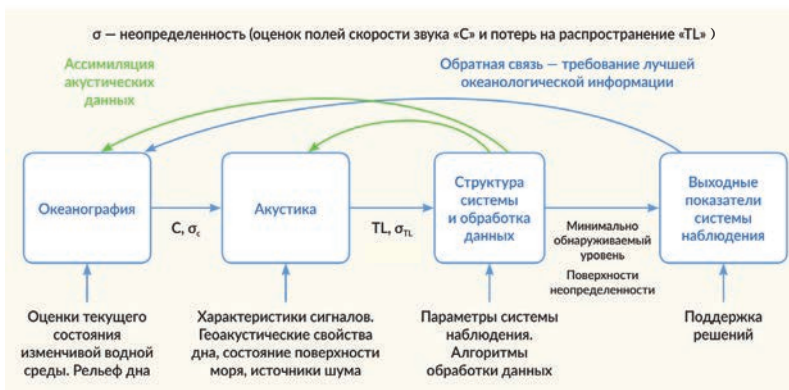 σ — неопределенность (оценок полей скорости звука «C» и потерь на распространение «TL» )
Ассимиляция
акустических
данных
Обратная связь — требование лучшей
океанологической информации
Океанография
C, σc
Акустика
TL, σTL
Структура
системы
и обработка
данных
Минимально
обнаруживаемый
уровень
Поверхности
неопределенности
Выходные
показатели
системы
наблюдения
Оценки текущего
состояния
изменчивой водной
среды. Рельеф дна
Характеристики сигналов.
Геоакустические свойства
дна, состояние поверхности
моря, источники шума
Параметры системы
наблюдения.
Алгоритмы
обработки данных
Поддержка
решений